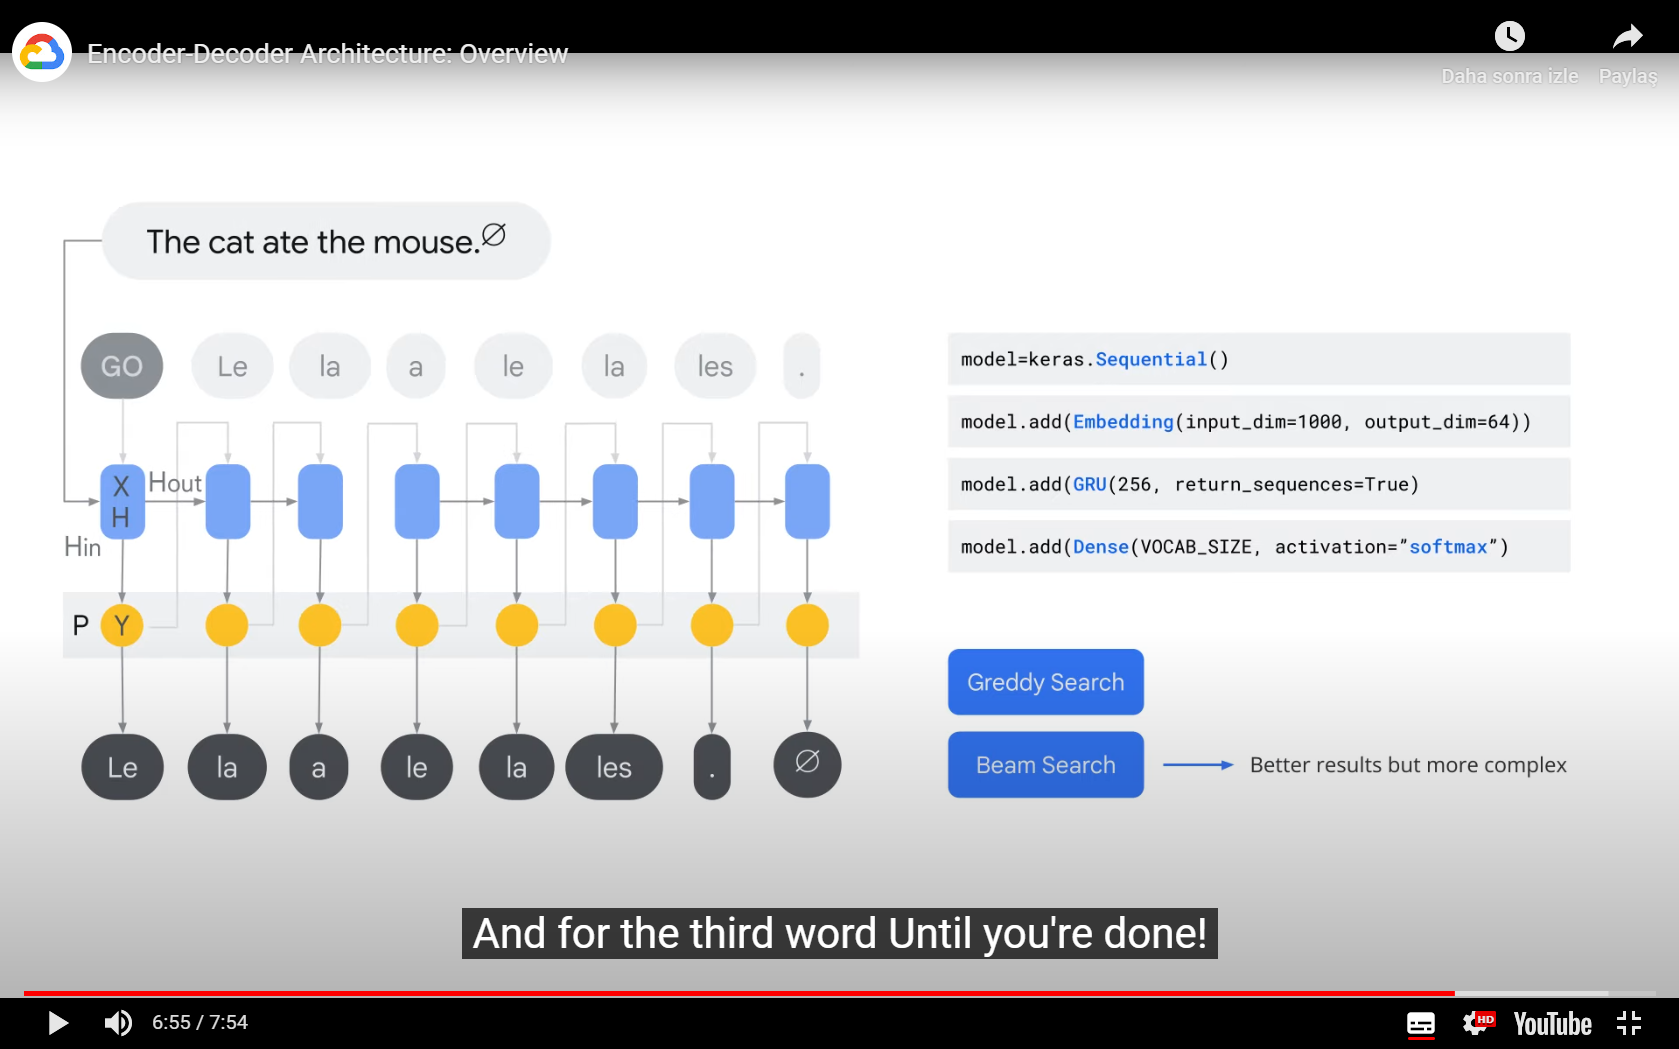 Encoder-Decoder Architecture: Overview
Daha sonra izle
Paylaş
The cat ate the mouse.∅
GO Le la a le la les .
X
H
Hout
Hin
P Y
Le la a le la les . ∅
model=keras.Sequential()
model.add(Embedding(input_dim=1000, output_dim=64))
model.add(GRU(256, return_sequences=True)
model.add(Dense(VOCAB_SIZE, activation=”softmax”)
Greddy Search
Beam Search
Better results but more complex
And for the third word Until you're done!
6:55 / 7:54
HD
YouTube